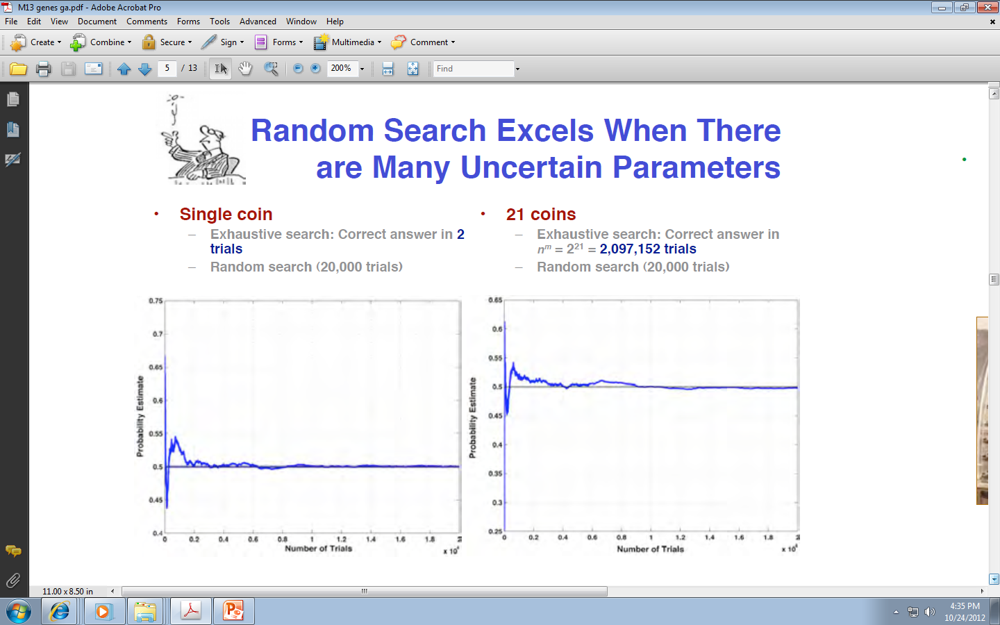 M13 genes ga.pdf - Adobe Acrobat Pro
File Edit View Document Comments Forms Tools Advanced Window Help
Create Combine Secure Sign Forms Multimedia Comment
5 / 13 200% Find
Random Search Excels When There
are Many Uncertain Parameters
• Single coin
– Exhaustive search: Correct answer in 2
trials
– Random search (20,000 trials)
• 21 coins
– Exhaustive search: Correct answer in
nᵐ = 2²¹ = 2,097,152 trials
– Random search (20,000 trials)
0.75
0.7
0.65
0.6
0.55
0.5
0.45
0.4
Probability Estimate
0 0.2 0.4 0.6 0.8 1 1.2 1.4 1.6 1.8
Number of Trials
x 10⁴
0.65
0.6
0.55
0.5
0.45
0.4
0.35
0.3
0.25
Probability Estimate
0 0.2 0.4 0.6 0.8 1 1.2 1.4 1.6 1.8
Number of Trials
x 10⁴
11.00 x 8.50 in
4:35 PM
10/24/2012